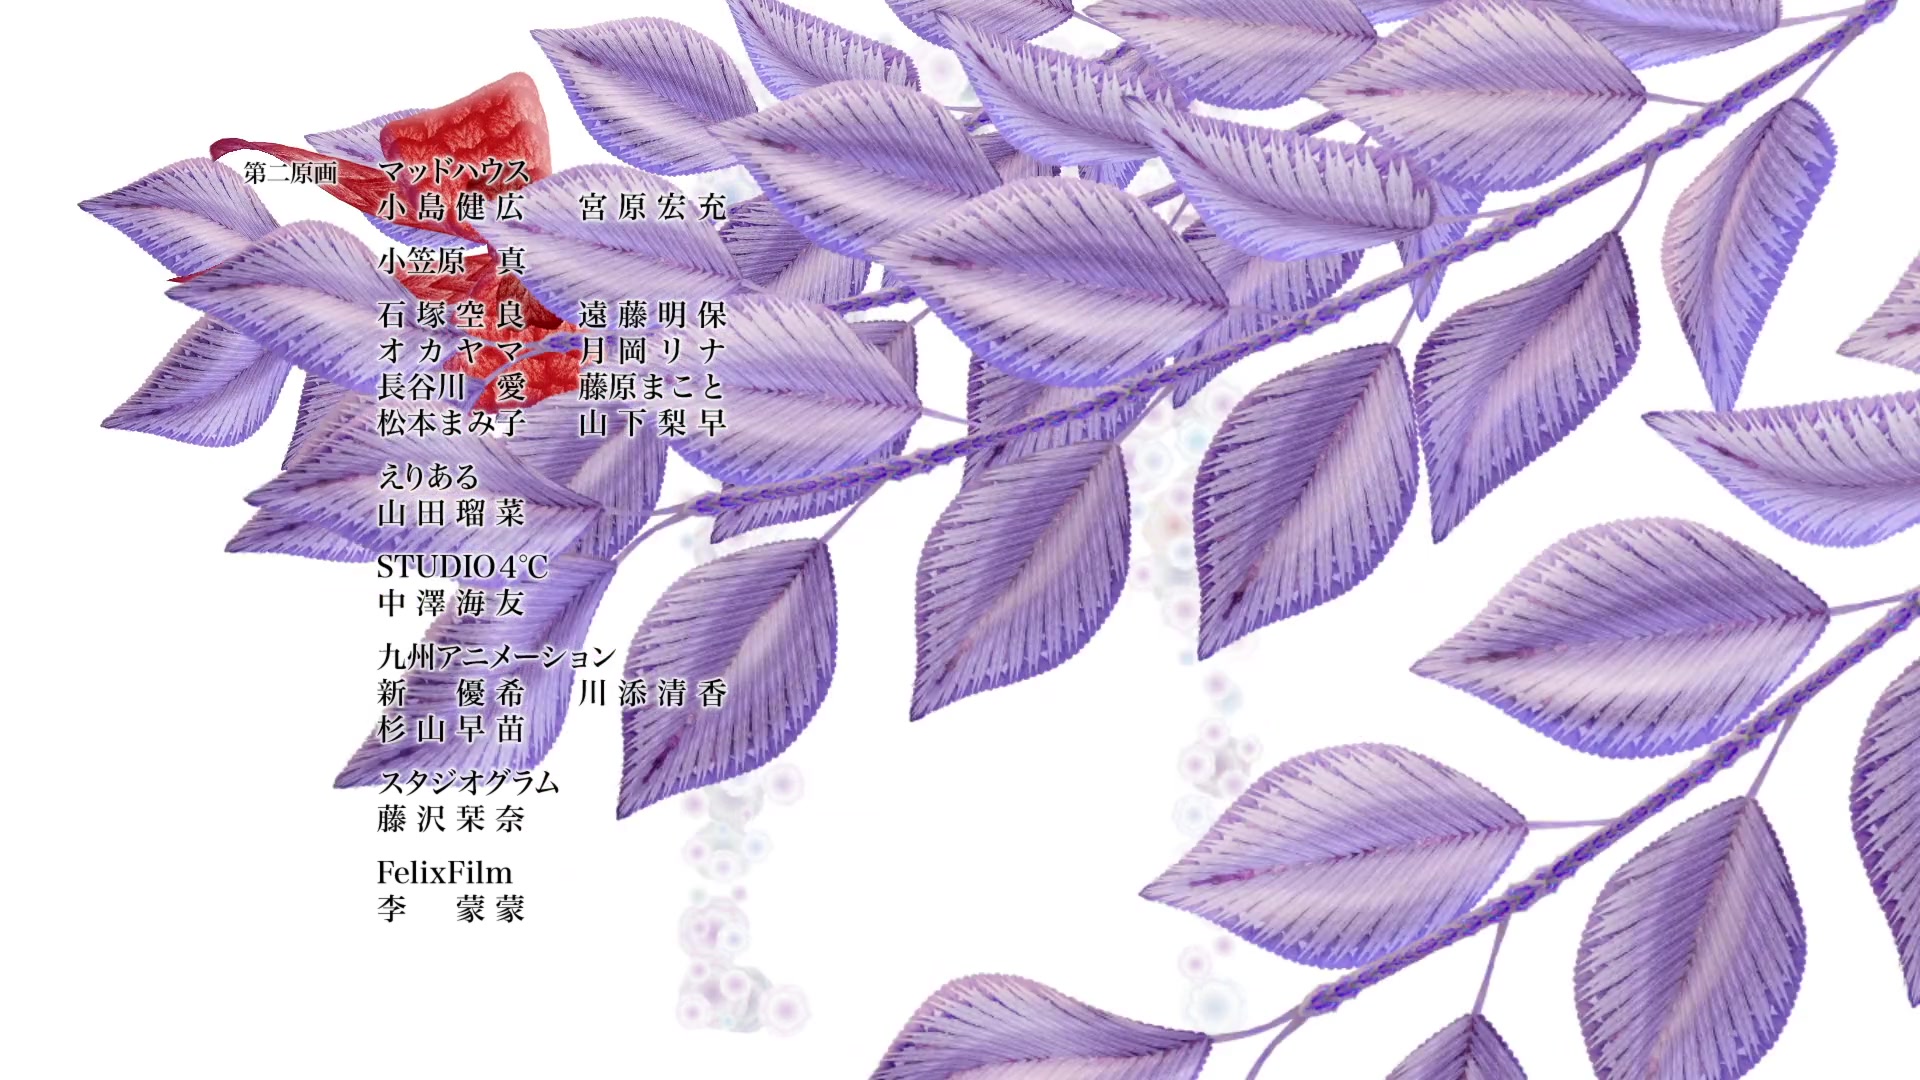 第二原画 マッドハウス
小島健広 宮原宏充
小笠原 真
石塚空良 遠藤明保
オカヤマ 月岡リナ
長谷川 愛 藤原まこと
松本まみ子 山下梨早
えりある
山田瑠菜
STUDIO4℃
中澤海友
九州アニメーション
新 優希 川添清香
杉山早苗
スタジオグラム
藤沢栞奈
FelixFilm
李 蒙蒙